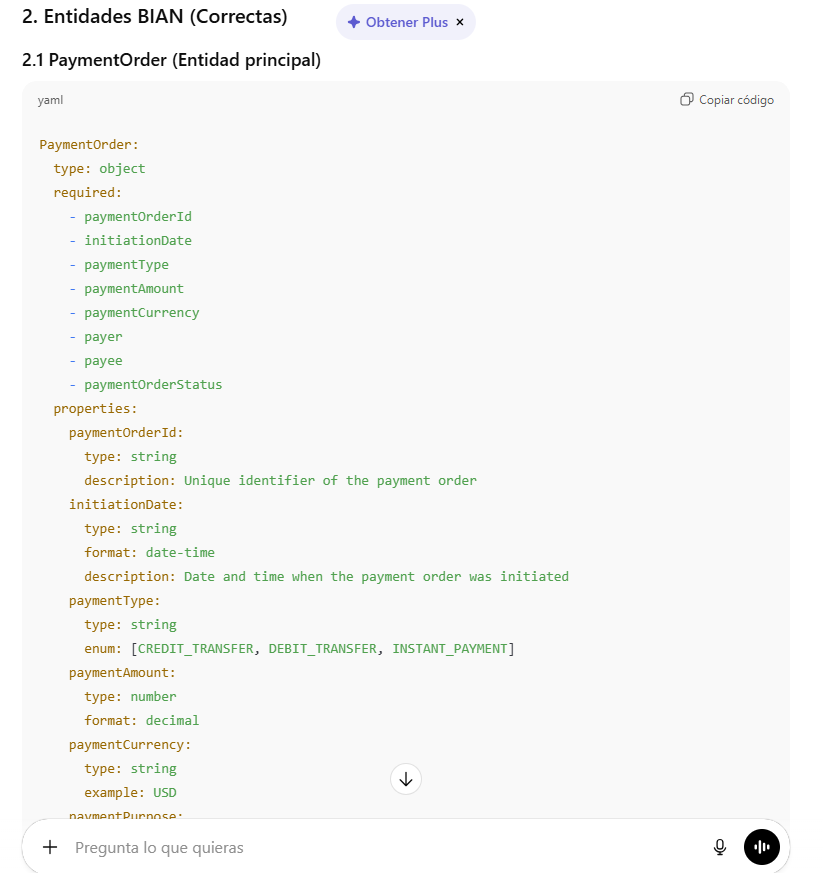 2. Entidades BIAN (Correctas)
Obtener Plus ×
2.1 PaymentOrder (Entidad principal)
yaml
Copiar código
PaymentOrder:
  type: object
  required:
    - paymentOrderId
    - initiationDate
    - paymentType
    - paymentAmount
    - paymentCurrency
    - payer
    - payee
    - paymentOrderStatus
  properties:
    paymentOrderId:
      type: string
      description: Unique identifier of the payment order
    initiationDate:
      type: string
      format: date-time
      description: Date and time when the payment order was initiated
    paymentType:
      type: string
      enum: [CREDIT_TRANSFER, DEBIT_TRANSFER, INSTANT_PAYMENT]
    paymentAmount:
      type: number
      format: decimal
    paymentCurrency:
      type: string
      example: USD
    paymentPurpose:
Pregunta lo que quieras